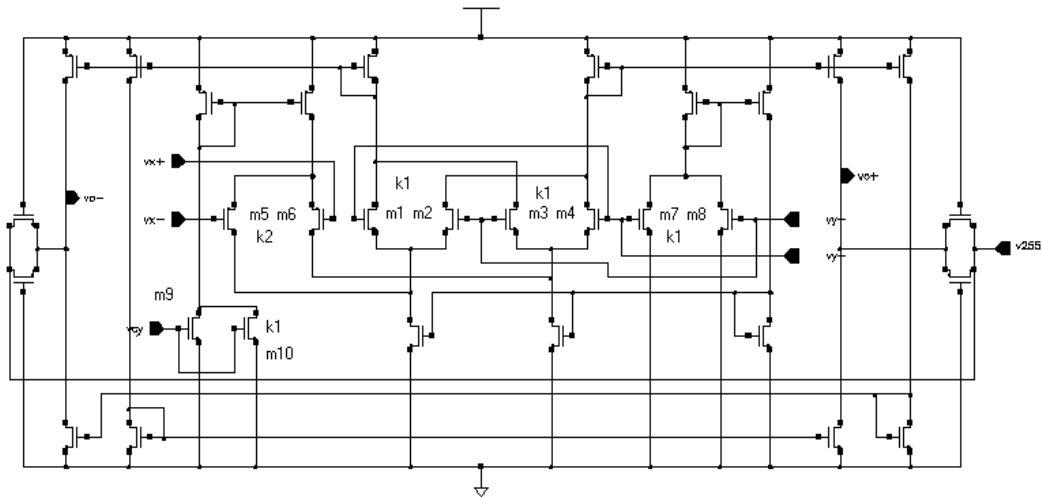 vx+
k1
k1
vo-
vo+
vx-
m5 m6
m1 m2
m3 m4
m7 m8
vy-
k2
k1
v255
vy-
m9
vgy
k1
m10